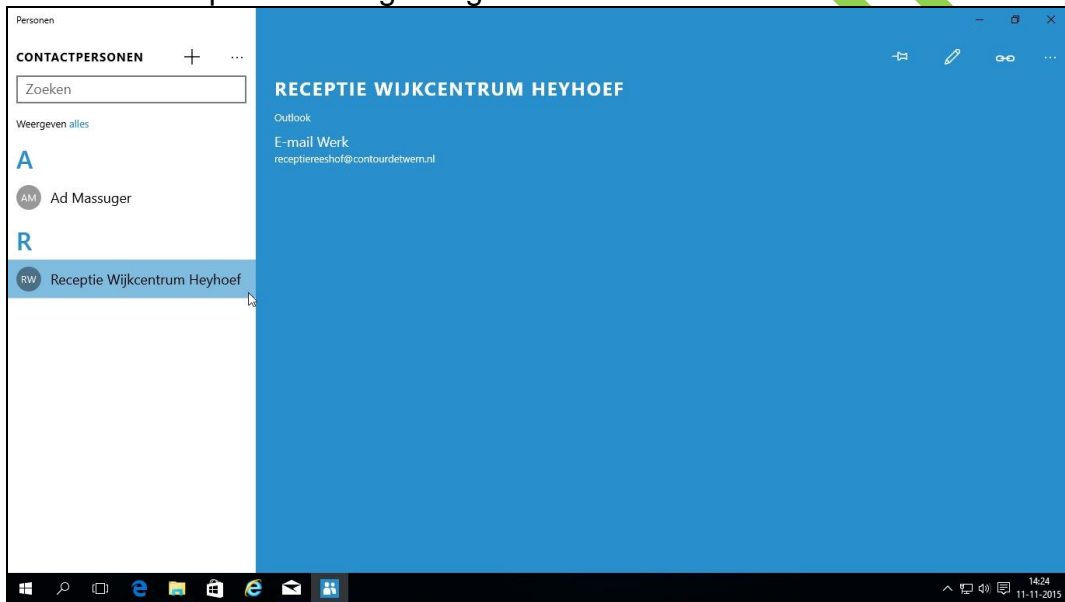 Personen
CONTACTPERSONEN
Zoeken
Weergeven alles
A
AM Ad Massuger
R
RW Receptie Wijkcentrum Heyhoef
RECEPTIE WIJKCENTRUM HEYHOEF
Outlook
E-mail Werk
receptiereeshof@contourdetwern.nl
14:24
11-11-2015